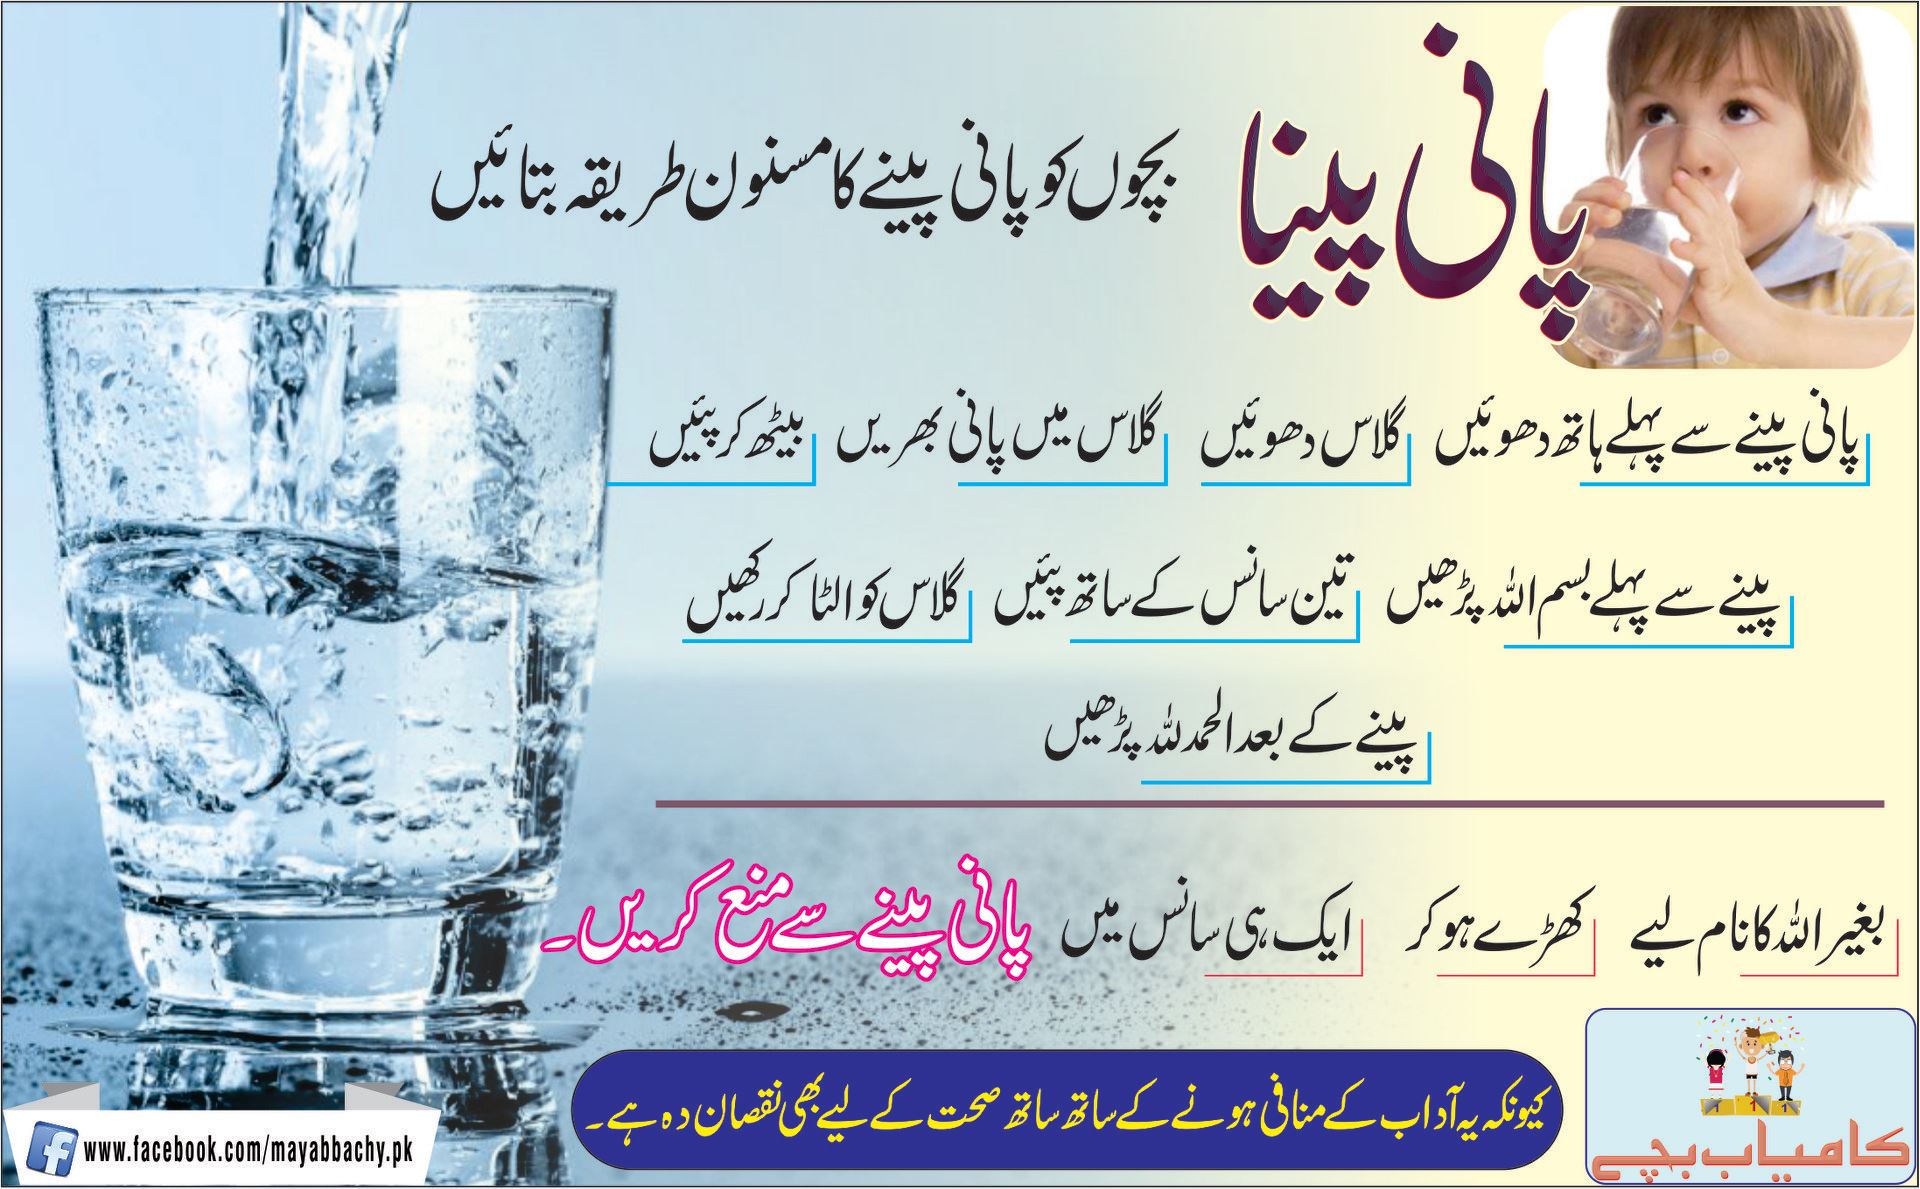 پانی پینا
بچوں کو پانی پینے کا مسنون طریقہ بتائیں
پانی پینے سے پہلے ہاتھ دھوئیں گلاس دھوئیں گلاس میں پانی بھریں بیٹھ کر پئیں
پینے سے پہلے بسم اللہ پڑھیں تین سانس کے ساتھ پئیں گلاس کو الٹا کر رکھیں
پینے کے بعد الحمدللہ پڑھیں
بغیر اللہ کا نام لیے کھڑے ہو کر ایک ہی سانس میں پانی پینے سے منع کریں۔
کیونکہ یہ آداب کے منافی ہونے کے ساتھ ساتھ صحت کے لیے بھی نقصان دہ ہے۔
کامیاب بچے
www.facebook.com/mayabbachy.pk